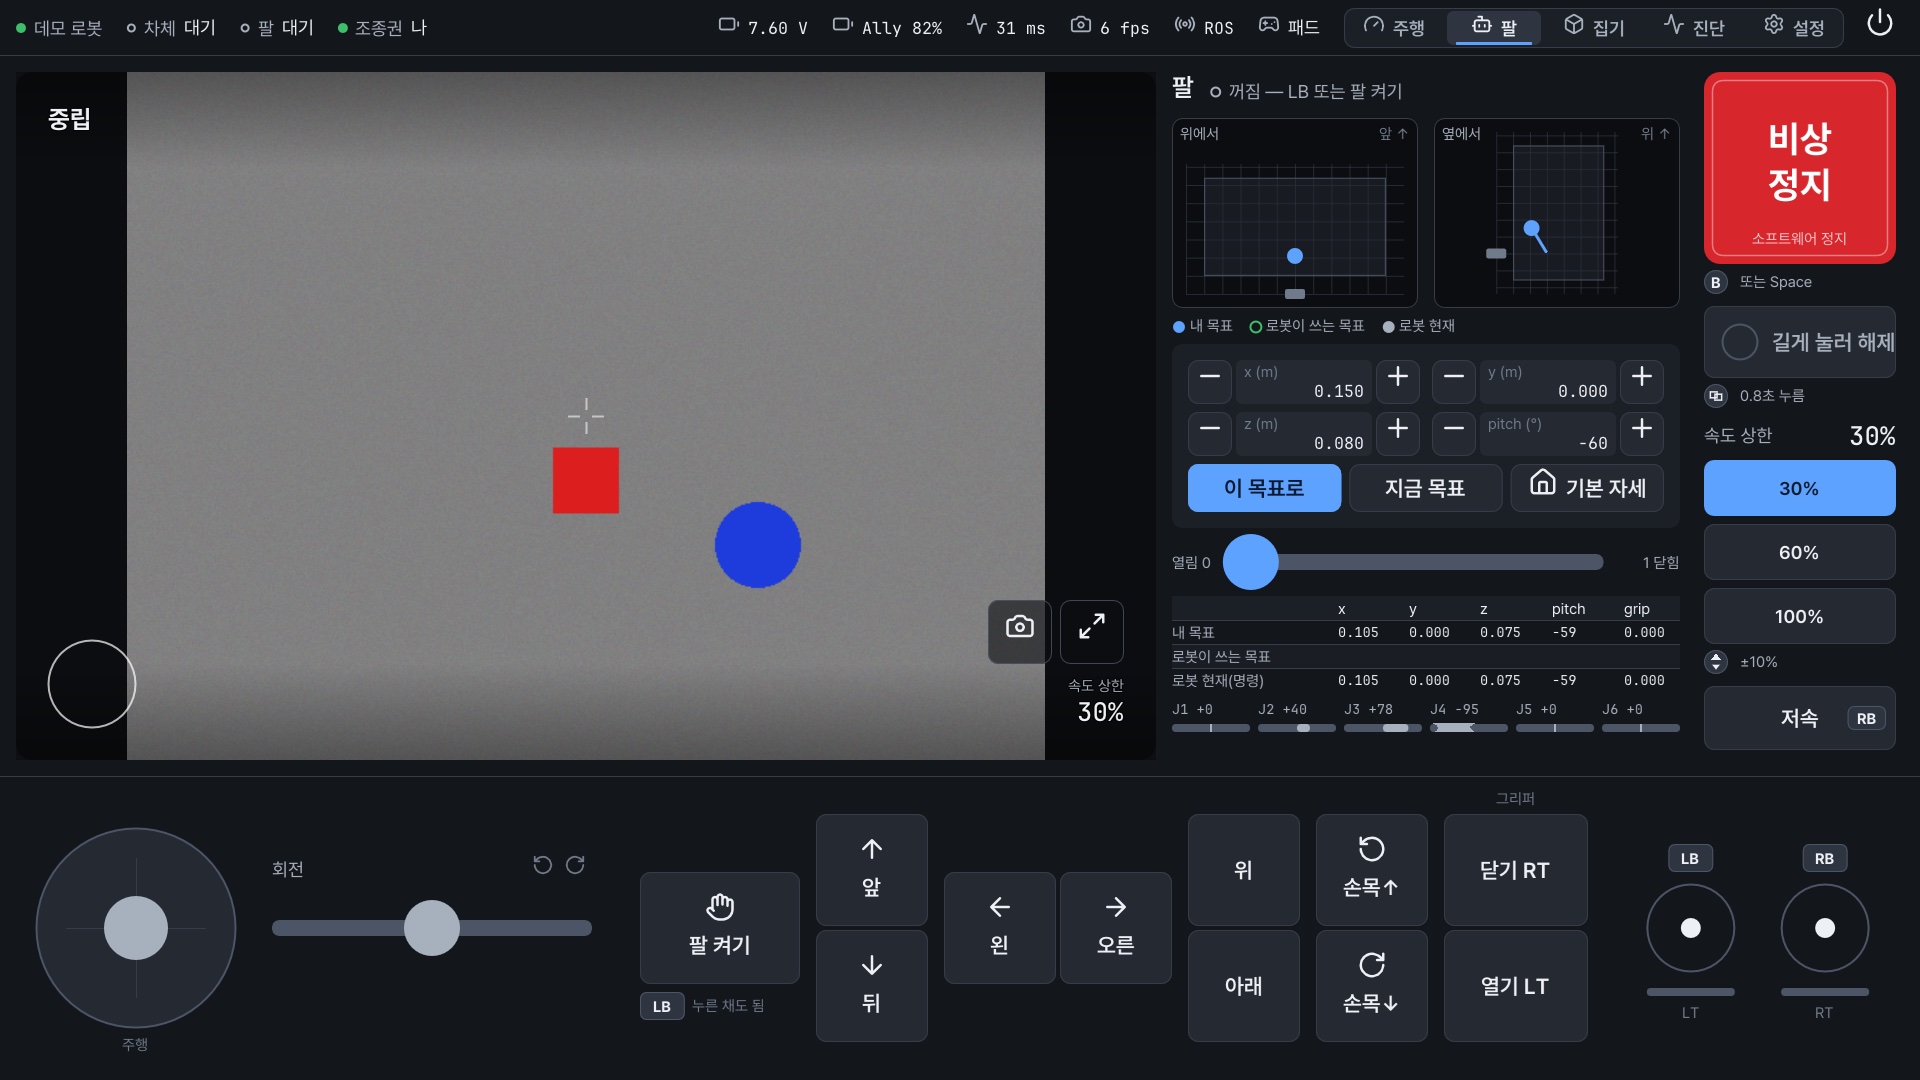 데모 로봇 차체 대기 팔 대기 조종권 나 7.60 V Ally 82% 31 ms 6 fps ROS 패드 주행 팔 집기 진단 설정
중립
팔 꺼짐 — LB 또는 팔 켜기
위에서 앞 ↑ 옆에서 위 ↑
내 목표 로봇이 쓰는 목표 로봇 현재
x (m) 0.150 y (m) 0.000
z (m) 0.080 pitch (°) -60
이 목표로 지금 목표 기본 자세
열림 0 1 닫힘
x y z pitch grip
내 목표 0.105 0.000 0.075 -59 0.000
로봇이 쓰는 목표
로봇 현재(명령) 0.105 0.000 0.075 -59 0.000
J1 +0 J2 +40 J3 +78 J4 -95 J5 +0 J6 +0
속도 상한
30%
비상
정지
소프트웨어 정지
B 또는 Space
길게 눌러 해제
0.8초 누름
속도 상한 30%
30%
60%
100%
±10%
저속 RB
주행
회전
팔 켜기
LB 누른 채도 됨
앞
뒤
왼
오른
위
아래
손목↑
손목↓
그리퍼
닫기 RT
열기 LT
LB RB
LT RT